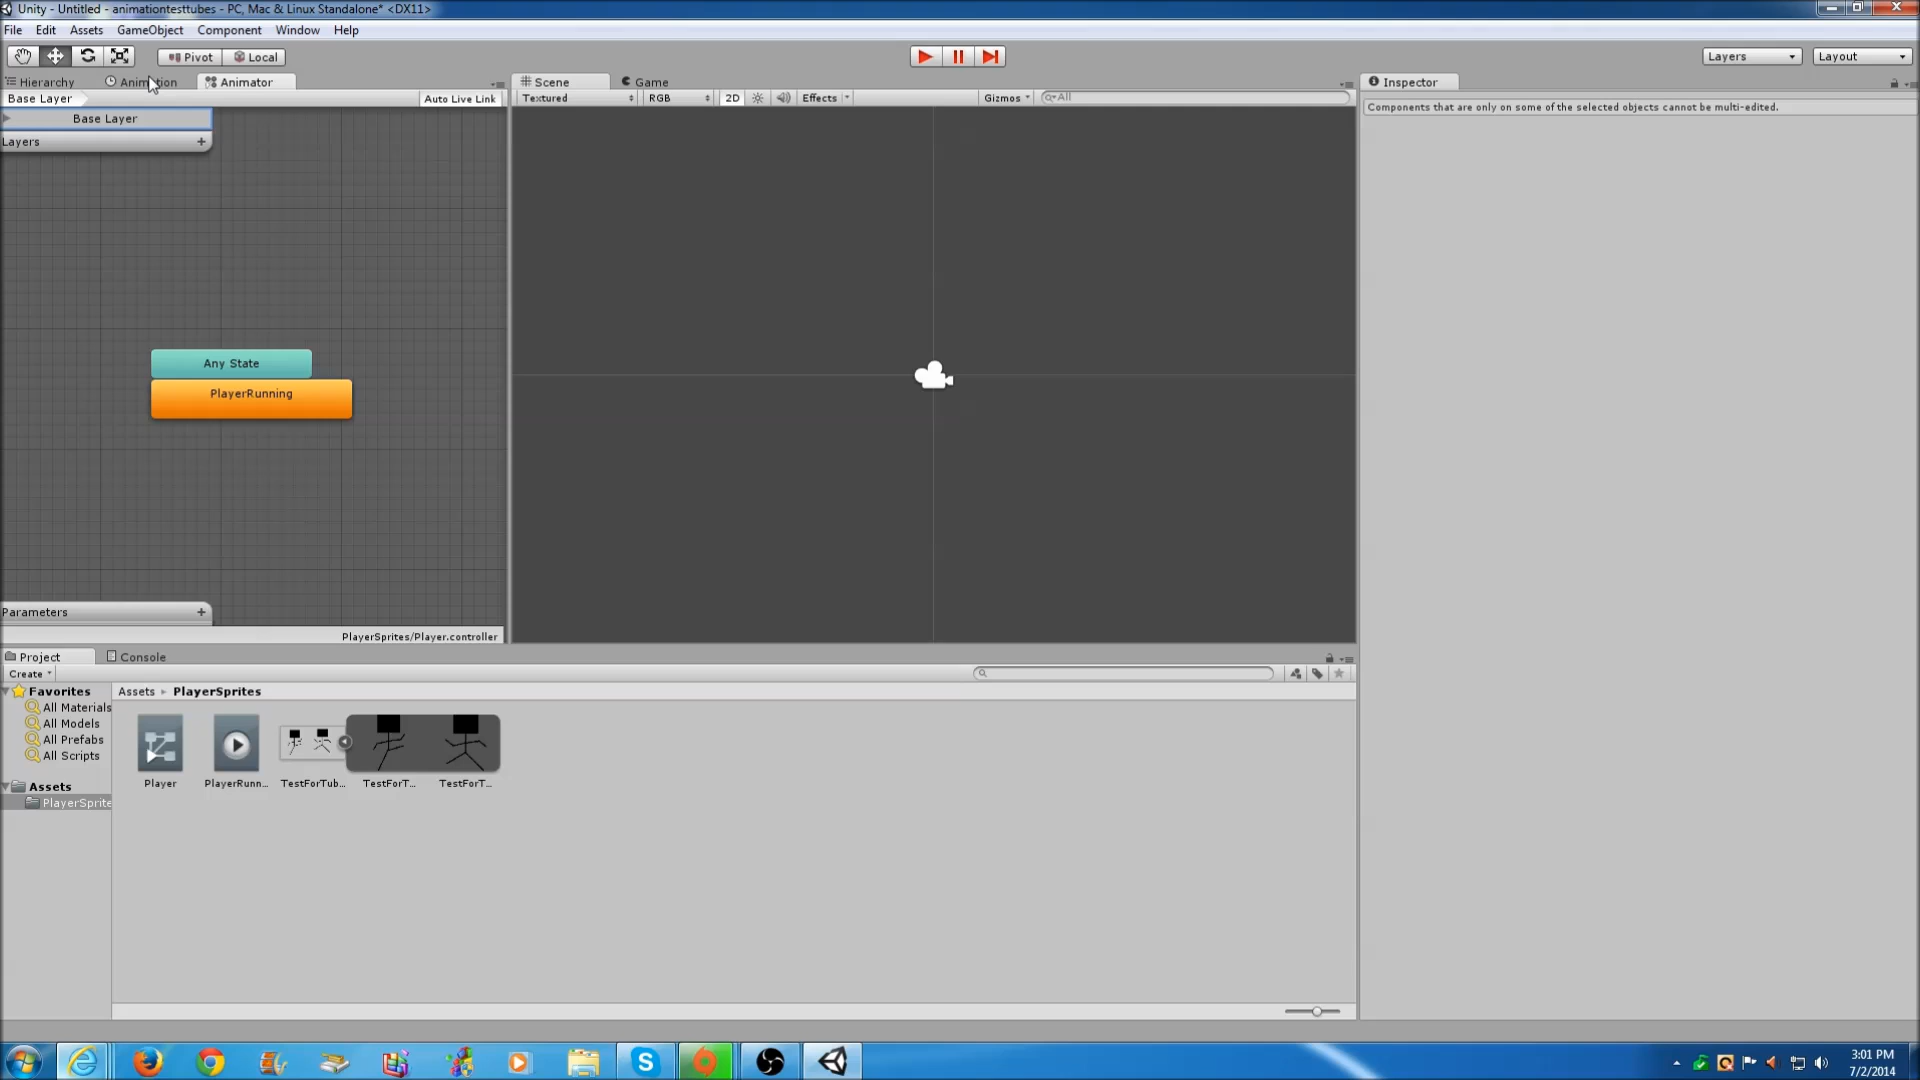 Unity - Untitled - animationtesttubes - PC, Mac & Linux Standalone* <DX11>
File Edit Assets GameObject Component Window Help
Pivot Local Layers Layout
Hierarchy Animation Animator Scene Game Inspector
Base Layer Auto Live Link Textured RGB 2D Effects Gizmos All
Components that are only on some of the selected objects cannot be multi-edited.
Base Layer
Layers +
Any State
PlayerRunning
Parameters +
PlayerSprites/Player.controller
Project Console
Create
Favorites Assets PlayerSprites
All Materials
All Models
All Prefabs
All Scripts
Player PlayerRunn... TestForTub... TestForT... TestForT...
Assets
PlayerSprite
3:01 PM
7/2/2014